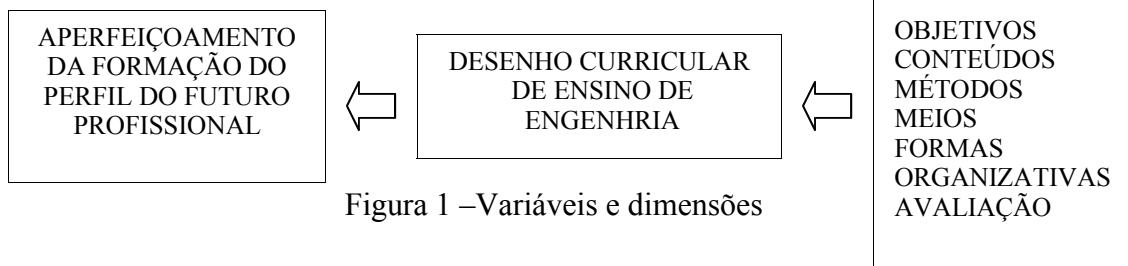 APERFEIÇOAMENTO
DA FORMAÇÃO DO
PERFIL DO FUTURO
PROFISSIONAL
DESENHO CURRICULAR
DE ENSINO DE
ENGENHRIA
OBJETIVOS
CONTEÚDOS
MÉTODOS
MEIOS
FORMAS
ORGANIZATIVAS
AVALIAÇÃO
Figura 1 –Variáveis e dimensões